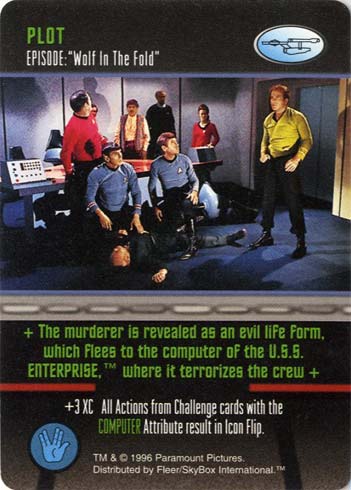 PLOT
EPISODE: "Wolf In The Fold"
+ The murderer is revealed as an evil life form,
which flees to the computer of the U.S.S.
ENTERPRISE,™ where it terrorizes the crew +
+3 XC All Actions from Challenge cards with the
COMPUTER Attribute result in Icon Flip.
TM & © 1996 Paramount Pictures.
Distributed by Fleer/SkyBox International.™